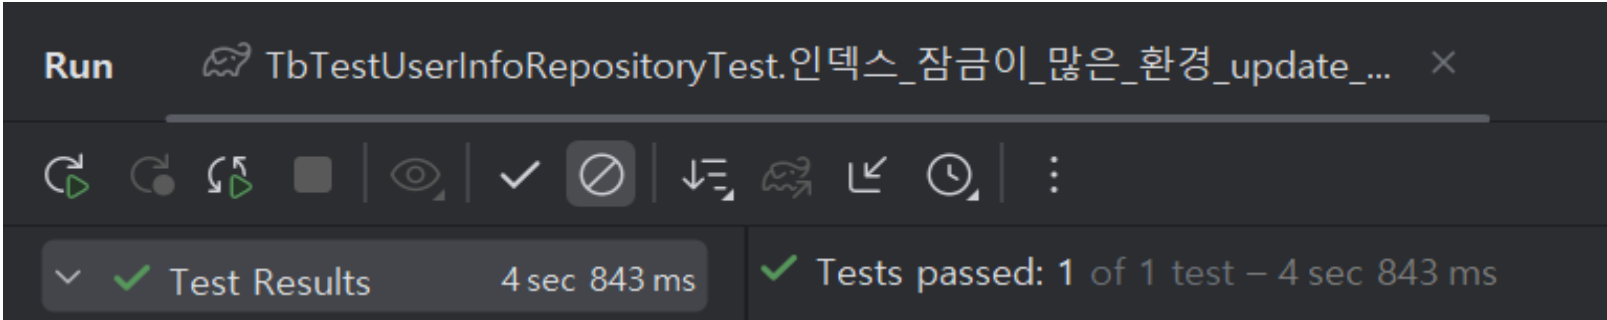 Run TbTestUserInfoRepositoryTest.인덱스_잠금이_많은_환경_update_...
Test Results 4 sec 843 ms Tests passed: 1 of 1 test – 4 sec 843 ms